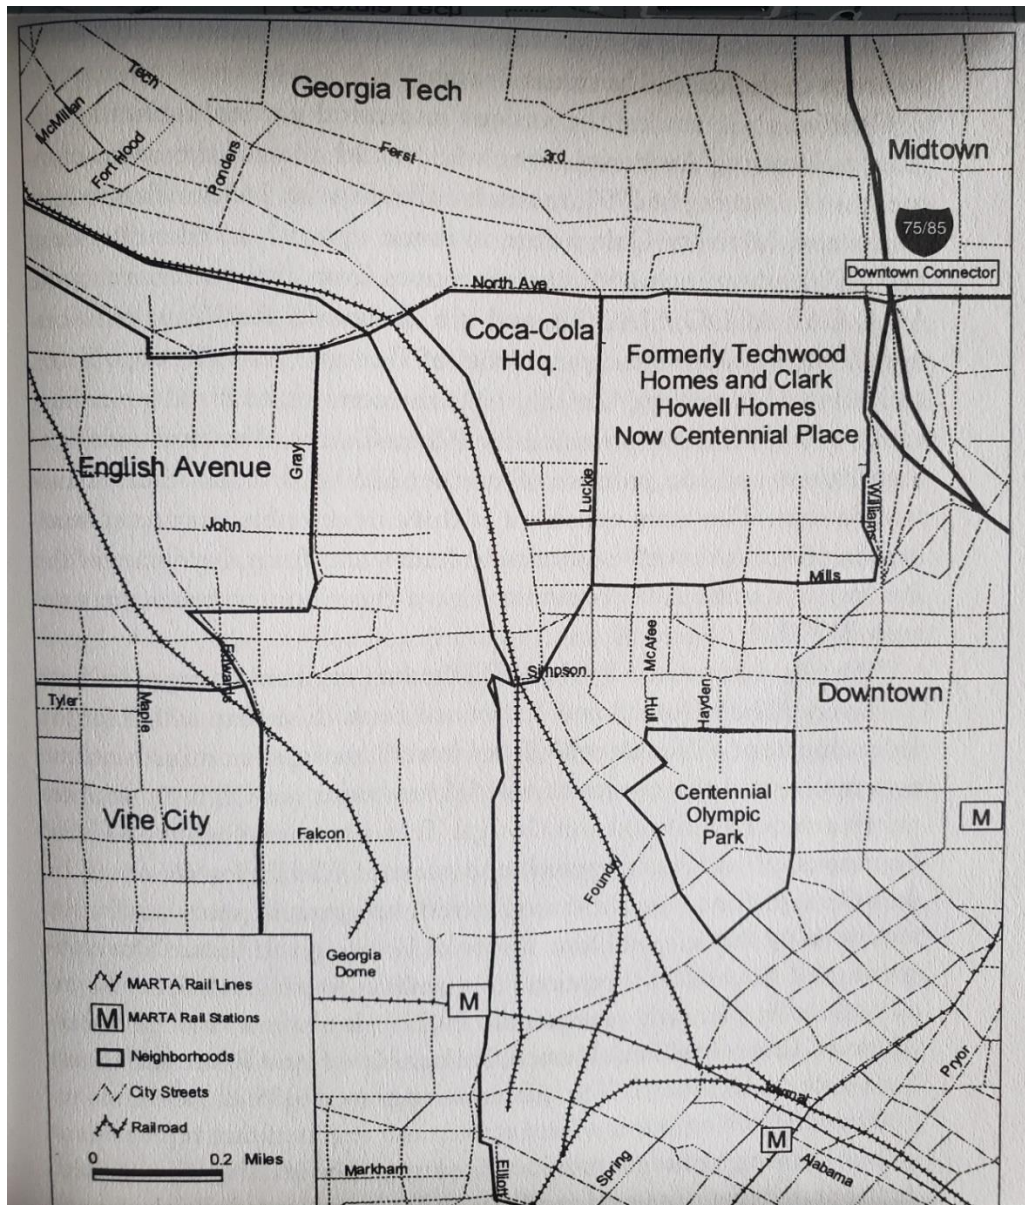 Georgia Tech
Tech
McMillan
Fort Hood
Ponders
Georgia Tech
Ferst
3rd
Midtown
75/85
Downtown Connector
North Ave
Coca-Cola
Hdq.
Formerly Techwood
Homes and Clark
Howell Homes
Now Centennial Place
English Avenue
Gray
Luckie
Williams
John
Mills
McAfee
Simpson
Edwards
Tyler
Maple
Hull
Hayden
Downtown
Centennial
Olympic
Park
M
Vine City
Falcon
Foundry
Georgia
Dome
M
MARTA Rail Lines
M MARTA Rail Stations
Neighborhoods
City Streets
Railroad
0 0.2 Miles
Pryor
M
Alabama
Spring
Markham
Elliott